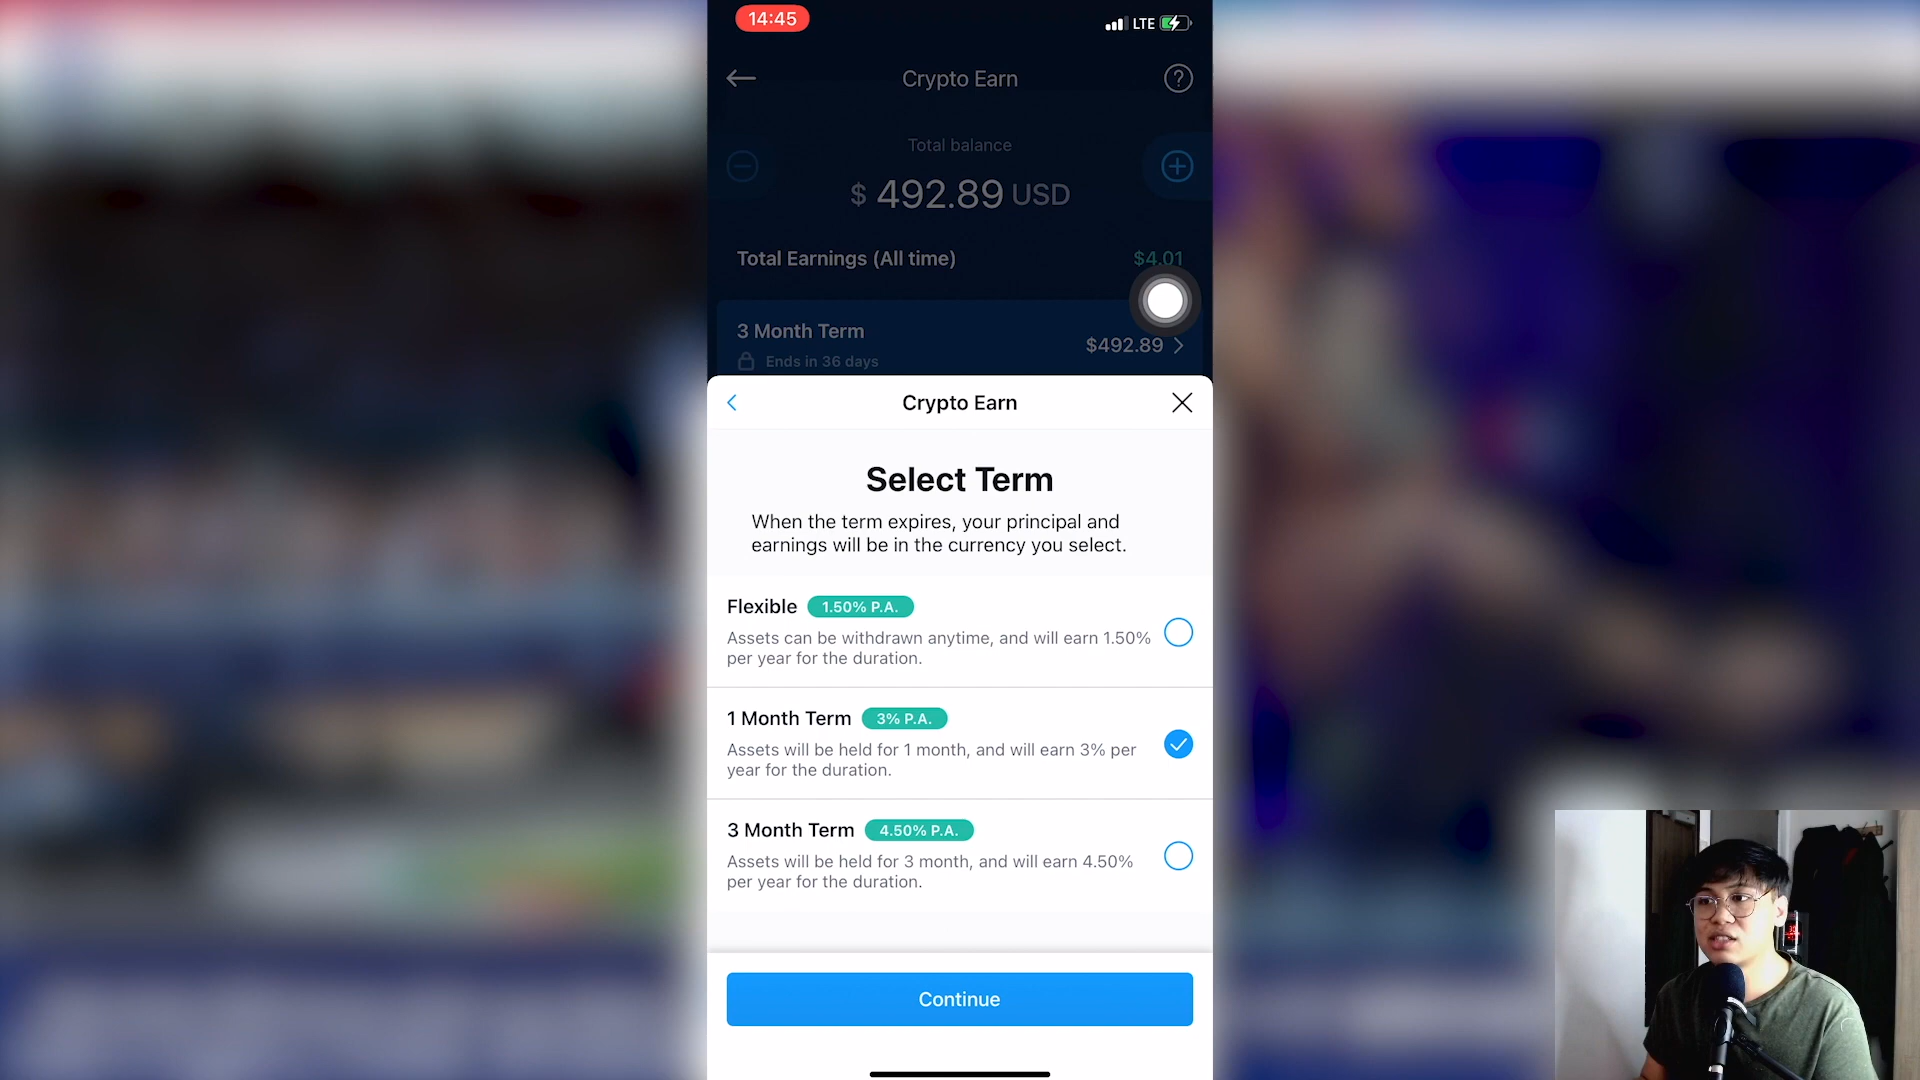 14:45
LTE
Crypto Earn
?
Total balance
$ 492.89 USD
Total Earnings (All time) $4.01
3 Month Term
$492.89
Ends in 36 days
Crypto Earn
Select Term
When the term expires, your principal and
earnings will be in the currency you select.
Flexible 1.50% P.A.
Assets can be withdrawn anytime, and will earn 1.50%
per year for the duration.
1 Month Term 3% P.A.
Assets will be held for 1 month, and will earn 3% per
year for the duration.
3 Month Term 4.50% P.A.
Assets will be held for 3 month, and will earn 4.50%
per year for the duration.
Continue